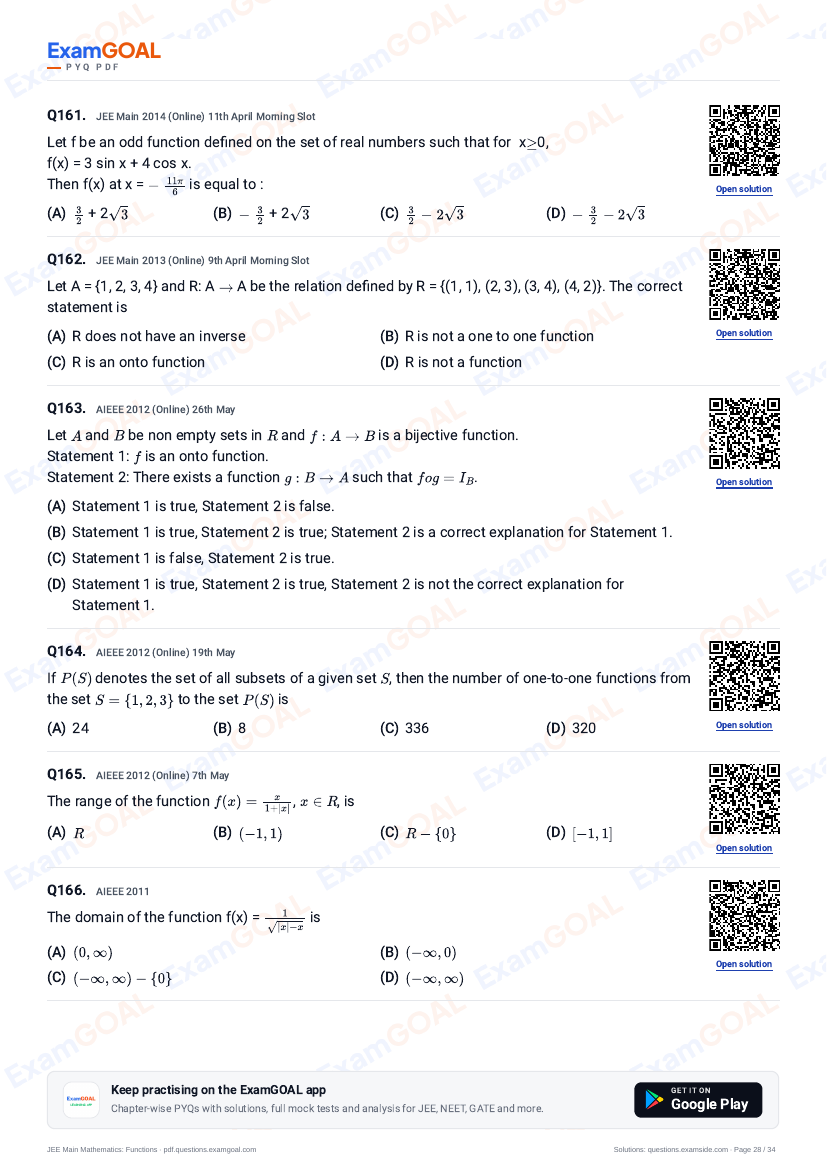 ExamGOAL
PYQ PDF
Q161. JEE Main 2014 (Online) 11th April Morning Slot
Let f be an odd function defined on the set of real numbers such that for x≥0,
f(x) = 3 sin x + 4 cos x.
Then f(x) at x = − 11π/6 is equal to :
(A) 3/2 + 2√3 (B) − 3/2 + 2√3 (C) 3/2 − 2√3 (D) − 3/2 − 2√3
Open solution
Q162. JEE Main 2013 (Online) 9th April Morning Slot
Let A = {1, 2, 3, 4} and R: A → A be the relation defined by R = {(1, 1), (2, 3), (3, 4), (4, 2)}. The correct
statement is
(A) R does not have an inverse (B) R is not a one to one function
(C) R is an onto function (D) R is not a function
Open solution
Q163. AIEEE 2012 (Online) 26th May
Let A and B be non empty sets in R and f : A → B is a bijective function.
Statement 1: f is an onto function.
Statement 2: There exists a function g : B → A such that fog = I_B.
(A) Statement 1 is true, Statement 2 is false.
(B) Statement 1 is true, Statement 2 is true; Statement 2 is a correct explanation for Statement 1.
(C) Statement 1 is false, Statement 2 is true.
(D) Statement 1 is true, Statement 2 is true, Statement 2 is not the correct explanation for
Statement 1.
Open solution
Q164. AIEEE 2012 (Online) 19th May
If P(S) denotes the set of all subsets of a given set S, then the number of one-to-one functions from
the set S = {1, 2, 3} to the set P(S) is
(A) 24 (B) 8 (C) 336 (D) 320
Open solution
Q165. AIEEE 2012 (Online) 7th May
The range of the function f(x) = x/(1+|x|), x ∈ R, is
(A) R (B) (−1, 1) (C) R − {0} (D) [−1, 1]
Open solution
Q166. AIEEE 2011
The domain of the function f(x) = 1/√(|x|−x) is
(A) (0, ∞) (B) (−∞, 0)
(C) (−∞, ∞) − {0} (D) (−∞, ∞)
Open solution
ExamGOAL
Keep practising on the ExamGOAL app
Chapter-wise PYQs with solutions, full mock tests and analysis for JEE, NEET, GATE and more.
GET IT ON
Google Play
JEE Main Mathematics: Functions · pdf.questions.examgoal.com
Solutions: questions.examside.com · Page 28 / 34